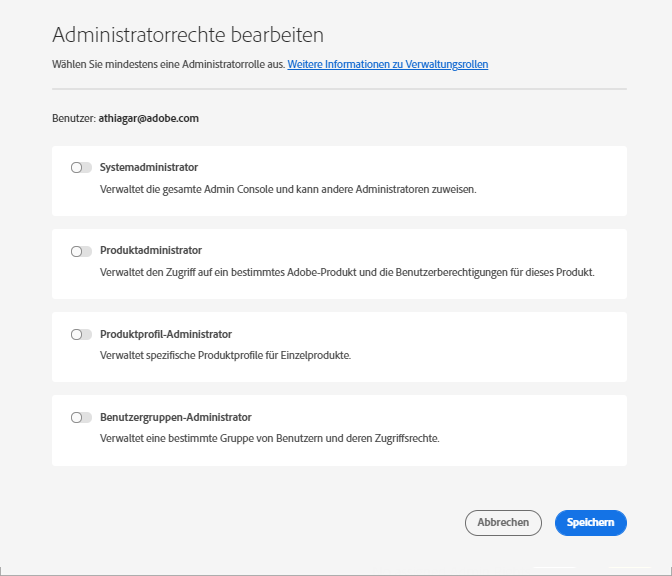 Administratorrechte bearbeiten
Wählen Sie mindestens eine Administratorrolle aus. Weitere Informationen zu Verwaltungsrollen
Benutzer: athiagar@adobe.com
Systemadministrator
Verwaltet die gesamte Admin Console und kann andere Administratoren zuweisen.
Produktadministrator
Verwaltet den Zugriff auf ein bestimmtes Adobe-Produkt und die Benutzerberechtigungen für dieses Produkt.
Produktprofil-Administrator
Verwaltet spezifische Produktprofile für Einzelprodukte.
Benutzergruppen-Administrator
Verwaltet eine bestimmte Gruppe von Benutzern und deren Zugriffsrechte.
Abbrechen Speichern